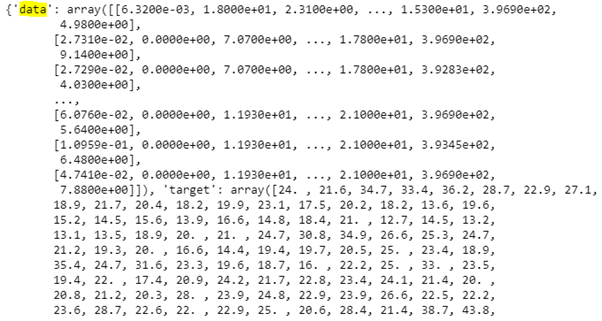 {'data': array([[6.3200e-03, 1.8000e+01, 2.3100e+00, ..., 1.5300e+01, 3.9690e+02,
4.9800e+00],
[2.7310e-02, 0.0000e+00, 7.0700e+00, ..., 1.7800e+01, 3.9690e+02,
9.1400e+00],
[2.7290e-02, 0.0000e+00, 7.0700e+00, ..., 1.7800e+01, 3.9283e+02,
4.0300e+00],
...,
[6.0760e-02, 0.0000e+00, 1.1930e+01, ..., 2.1000e+01, 3.9690e+02,
5.6400e+00],
[1.0959e-01, 0.0000e+00, 1.1930e+01, ..., 2.1000e+01, 3.9345e+02,
6.4800e+00],
[4.7410e-02, 0.0000e+00, 1.1930e+01, ..., 2.1000e+01, 3.9690e+02,
7.8800e+00]]), 'target': array([24. , 21.6, 34.7, 33.4, 36.2, 28.7, 22.9, 27.1,
18.9, 21.7, 20.4, 18.2, 19.9, 23.1, 17.5, 20.2, 18.2, 13.6, 19.6,
15.2, 14.5, 15.6, 13.9, 16.6, 14.8, 18.4, 21. , 12.7, 14.5, 13.2,
13.1, 13.5, 18.9, 20. , 21. , 24.7, 30.8, 34.9, 26.6, 25.3, 24.7,
21.2, 19.3, 20. , 16.6, 14.4, 19.4, 19.7, 20.5, 25. , 23.4, 18.9,
35.4, 24.7, 31.6, 23.3, 19.6, 18.7, 16. , 22.2, 25. , 33. , 23.5,
19.4, 22. , 17.4, 20.9, 24.2, 21.7, 22.8, 23.4, 24.1, 21.4, 20. ,
20.8, 21.2, 20.3, 28. , 23.9, 24.8, 22.9, 23.9, 26.6, 22.5, 22.2,
23.6, 28.7, 22.6, 22. , 22.9, 25. , 20.6, 28.4, 21.4, 38.7, 43.8,